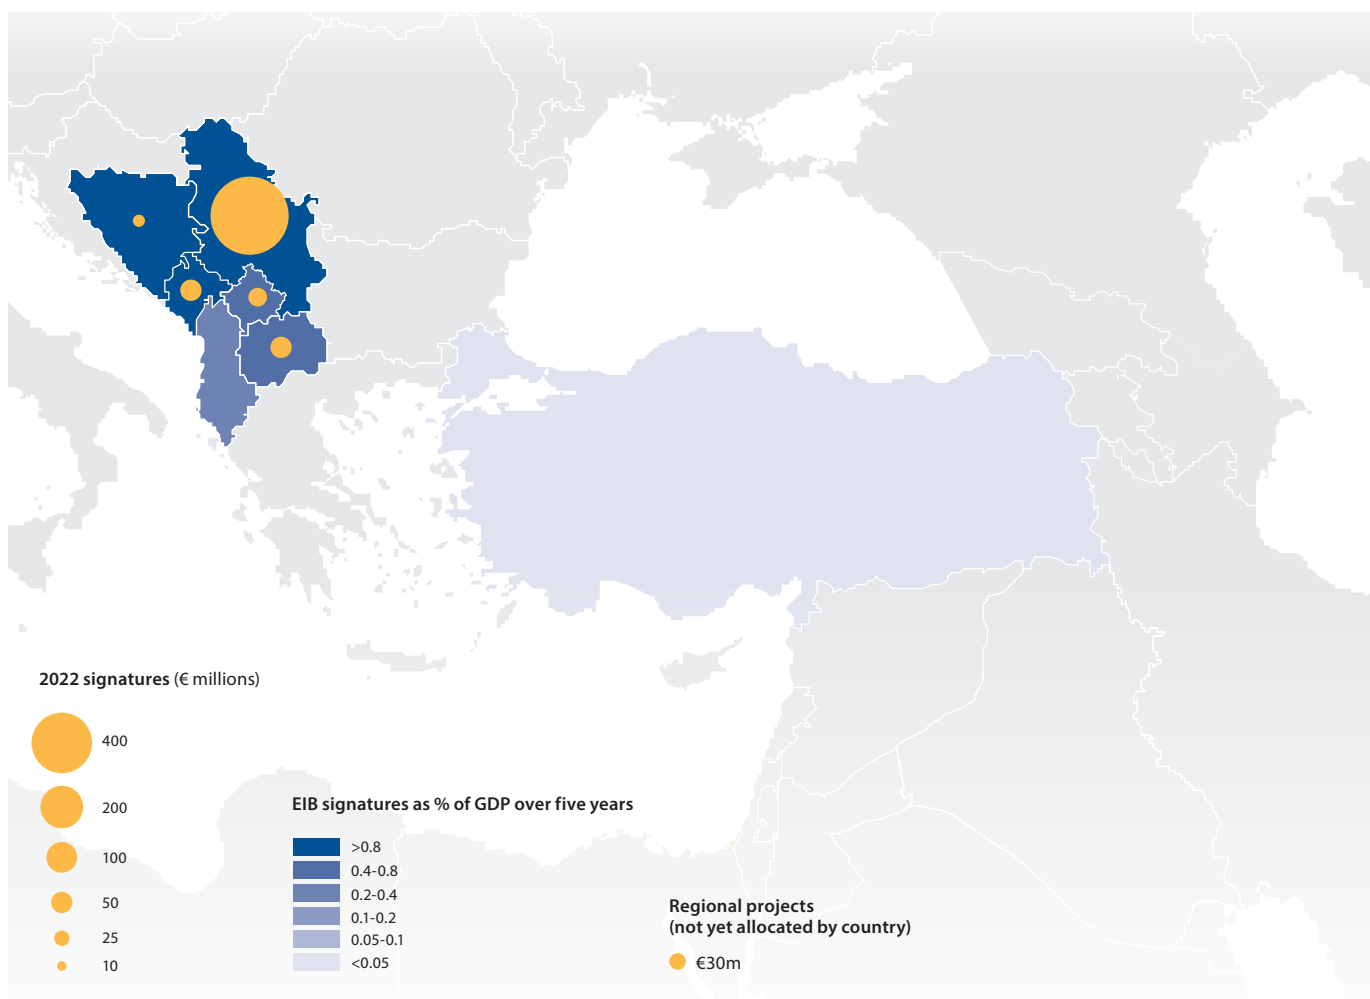 2022 signatures (€ millions)
400
200
100
50
25
10
EIB signatures as % of GDP over five years
>0.8
0.4-0.8
0.2-0.4
0.1-0.2
0.05-0.1
<0.05
Regional projects
(not yet allocated by country)
€30m